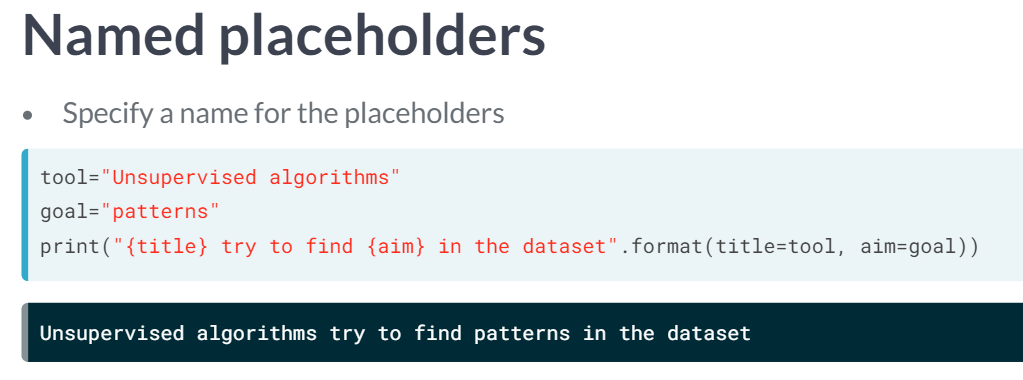 Named placeholders
• Specify a name for the placeholders
tool="Unsupervised algorithms"
goal="patterns"
print("{title} try to find {aim} in the dataset".format(title=tool, aim=goal))
Unsupervised algorithms try to find patterns in the dataset